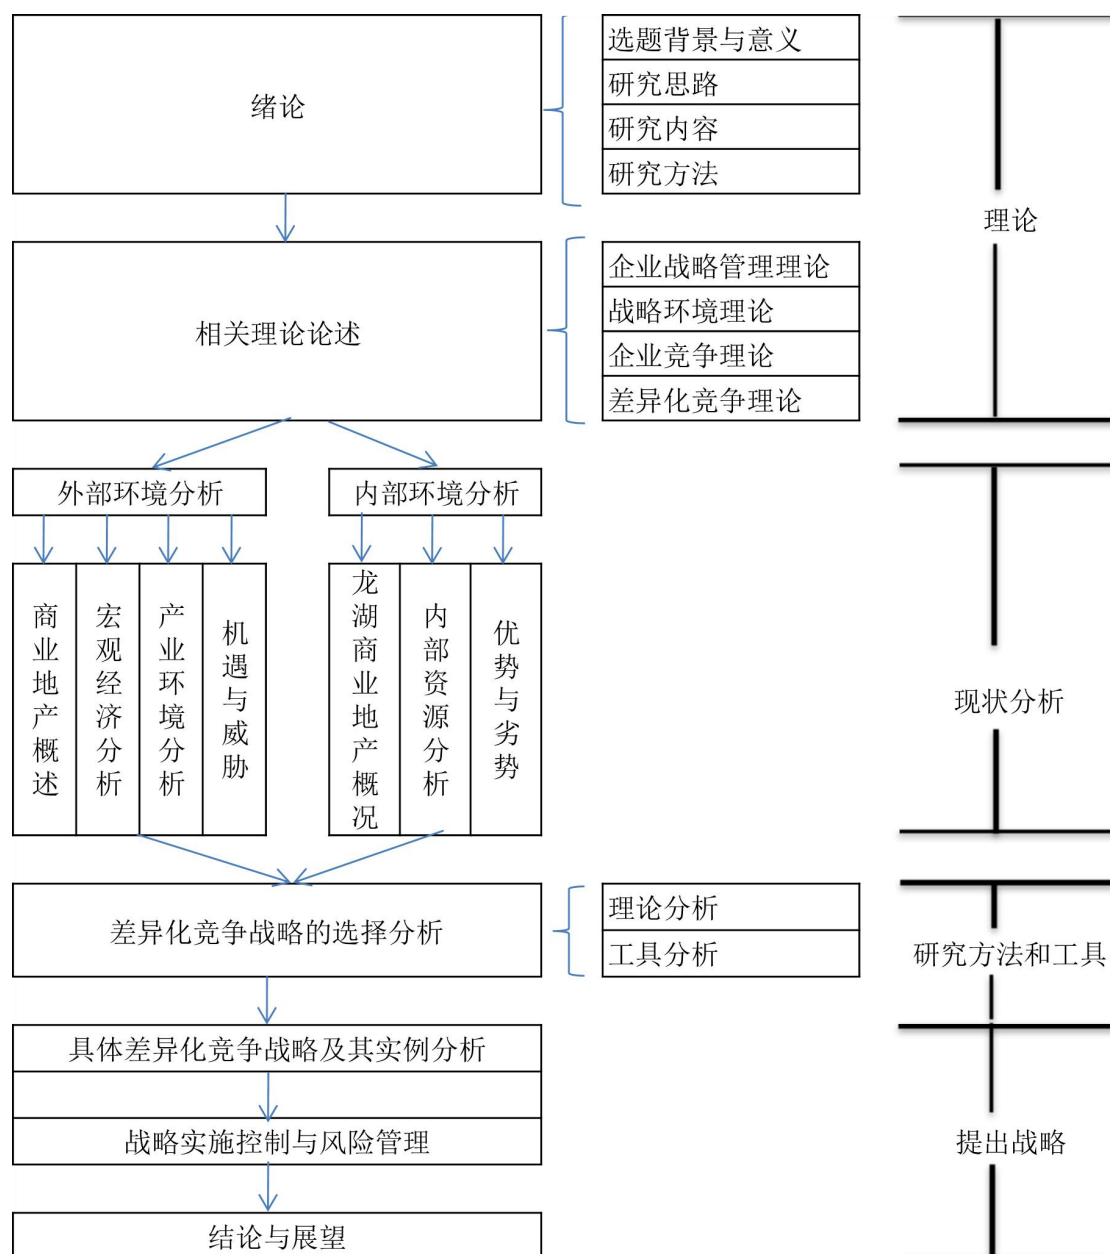 绪论
选题背景与意义
研究思路
研究内容
研究方法
理论
相关理论论述
企业战略管理理论
战略环境理论
企业竞争理论
差异化竞争理论
外部环境分析
内部环境分析
商业地产概述
宏观经济分析
产业环境分析
机遇与威胁
龙湖商业地产概况
内部资源分析
优势与劣势
现状分析
差异化竞争战略的选择分析
理论分析
工具分析
研究方法和工具
具体差异化竞争战略及其实例分析
战略实施控制与风险管理
提出战略
结论与展望